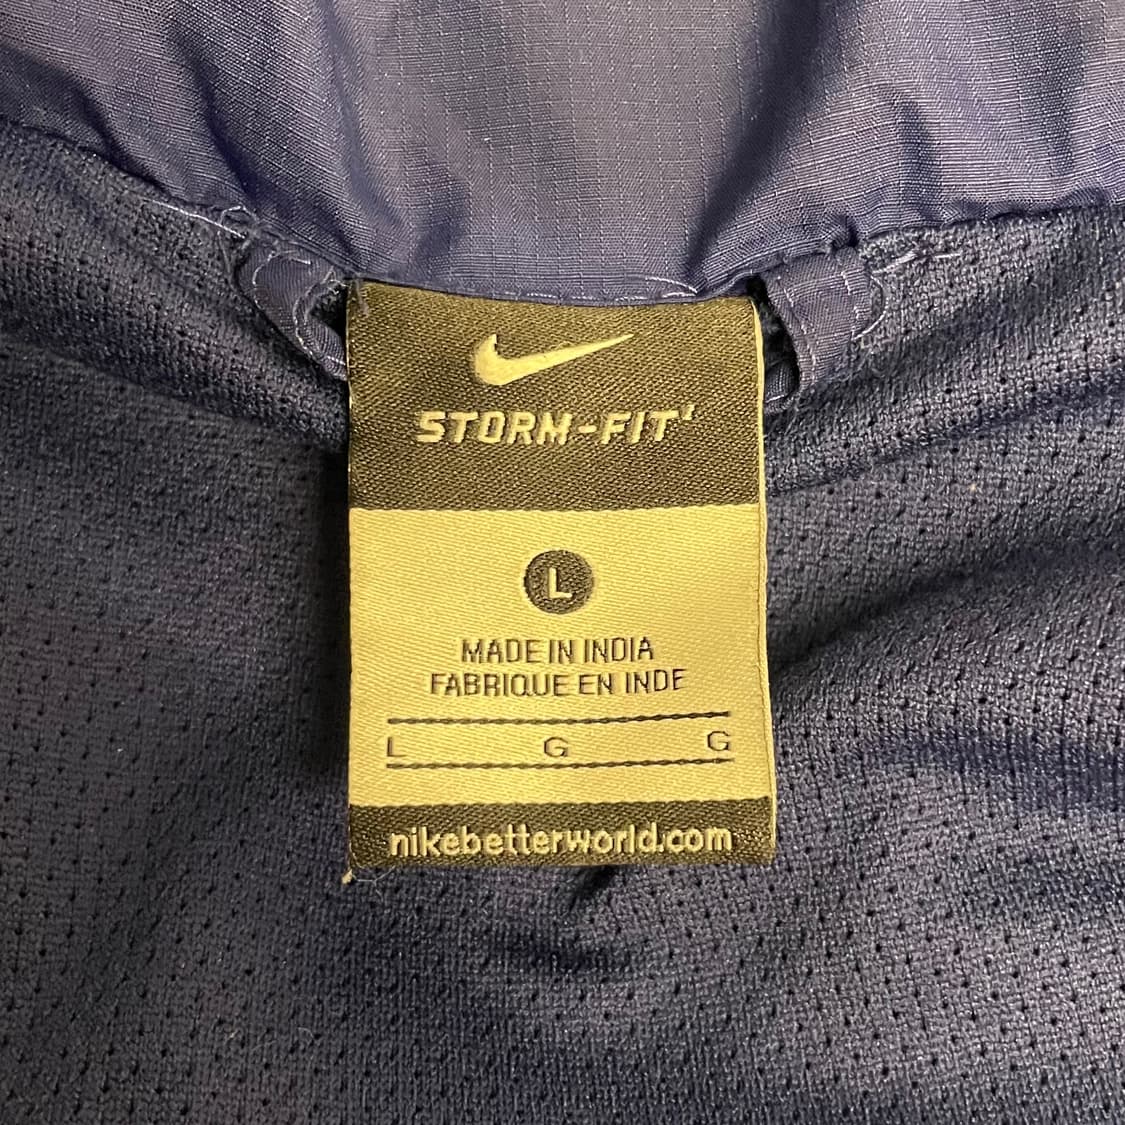 STORM-FIT
L
MADE IN INDIA
FABRIQUE EN INDE
L G G
nikebetterworld.com